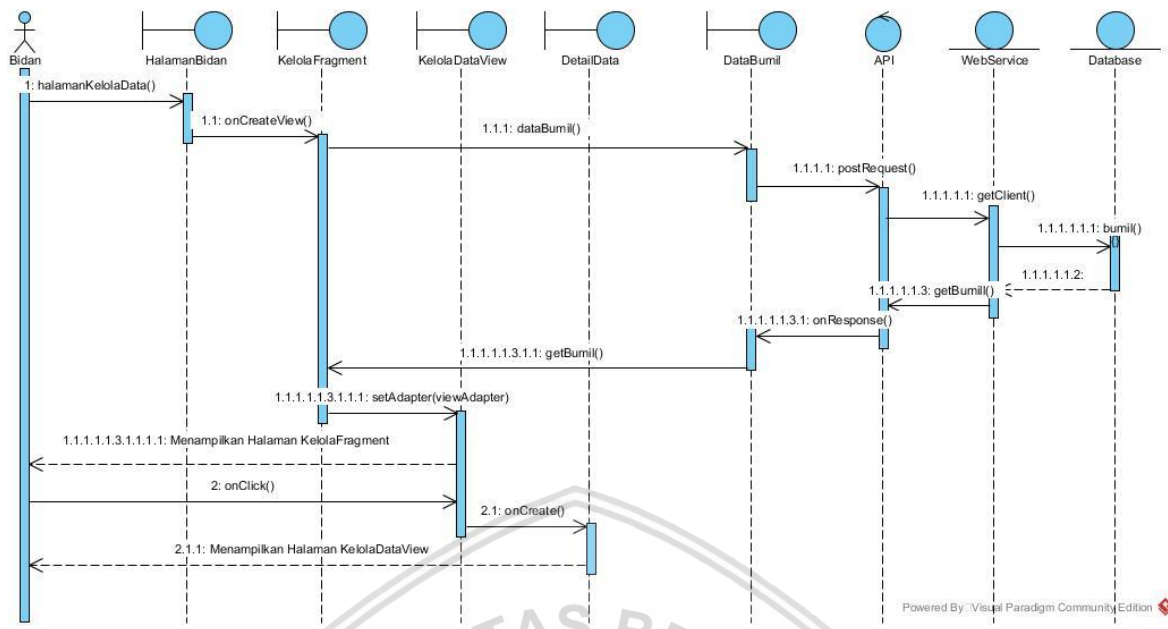 Bidan
HalamanBidan
KelolaFragment
KelolaDataView
DetailData
DataBumil
API
WebService
Database
1: halamanKelolaData()
1.1: onCreateView()
1.1.1: dataBumil()
1.1.1.1: postRequest()
1.1.1.1.1: getClient()
1.1.1.1.1.1: bumil()
1.1.1.1.1.2:
1.1.1.1.1.3: getBumill()
1.1.1.1.1.3.1: onResponse()
1.1.1.1.1.3.1.1: getBumil()
1.1.1.1.1.3.1.1.1: setAdapter(viewAdapter)
1.1.1.1.1.3.1.1.1.1: Menampilkan Halaman KelolaFragment
2: onClick()
2.1: onCreate()
2.1.1: Menampilkan Halaman KelolaDataView
Powered By Visual Paradigm Community Edition